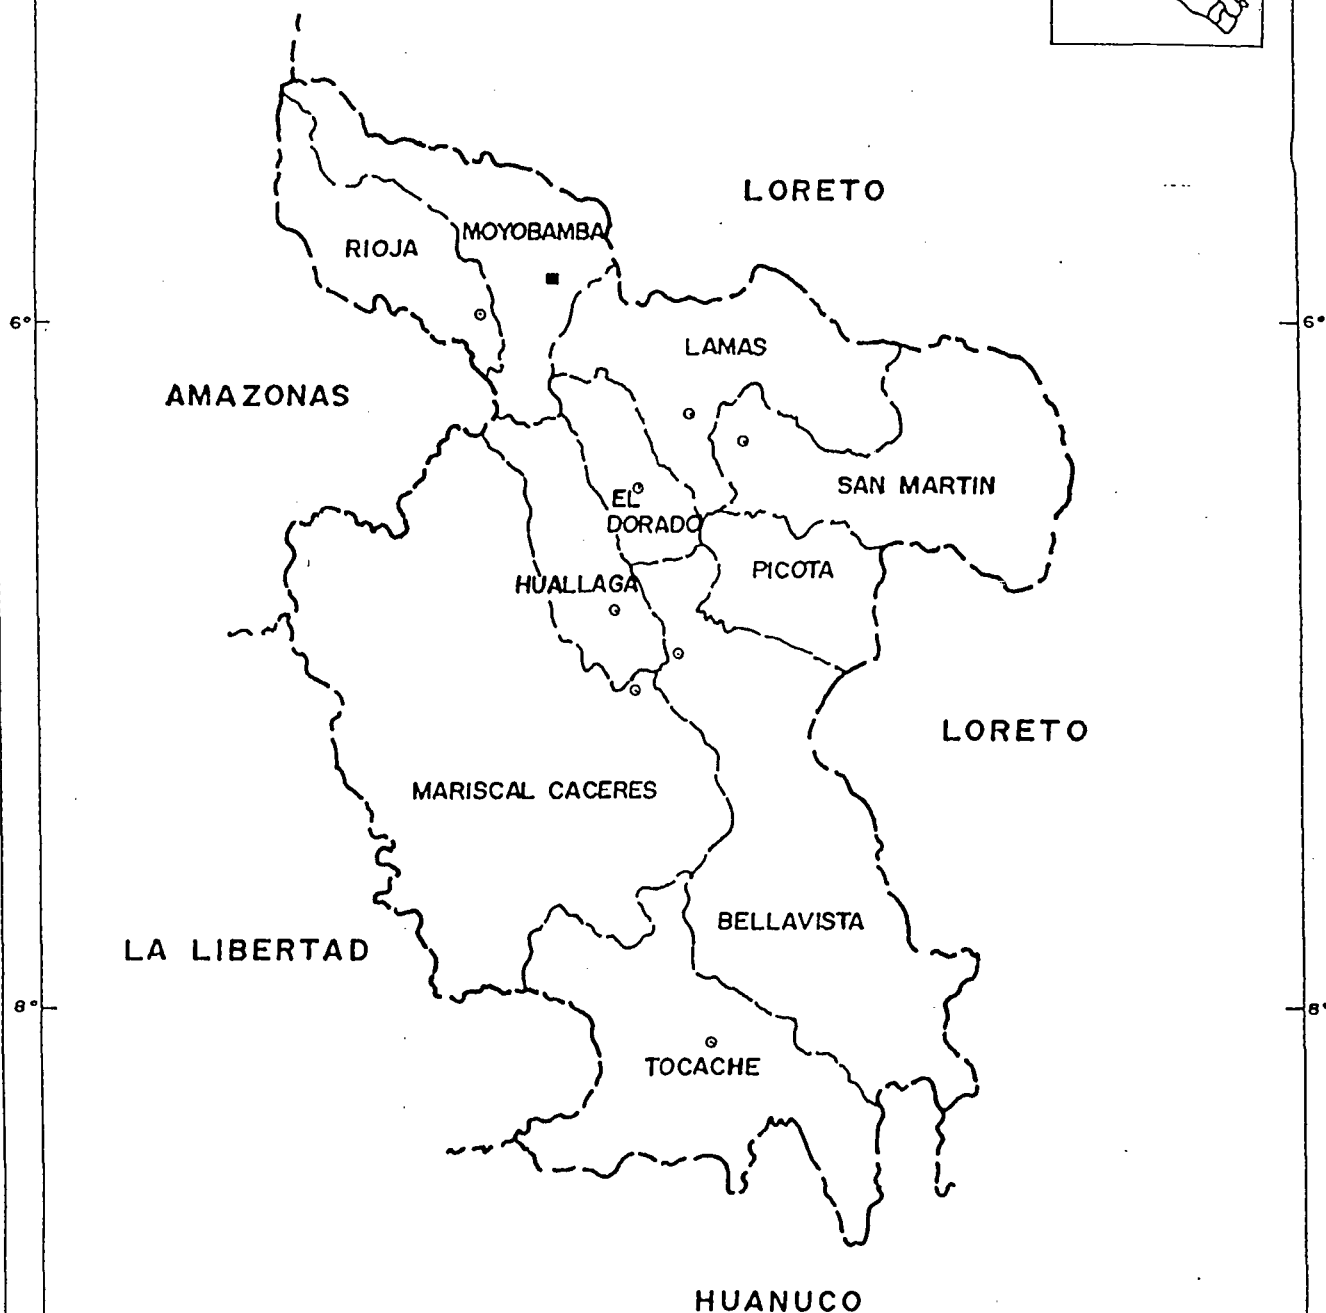 LORETO
MOYOBAMBA
RIOJA
6°
6°
LAMAS
AMAZONAS
SAN MARTIN
EL
DORADO
PICOTA
HUALLAGA
LORETO
MARISCAL CACERES
BELLAVISTA
LA LIBERTAD
8°
8°
TOCACHE
HUANUCO